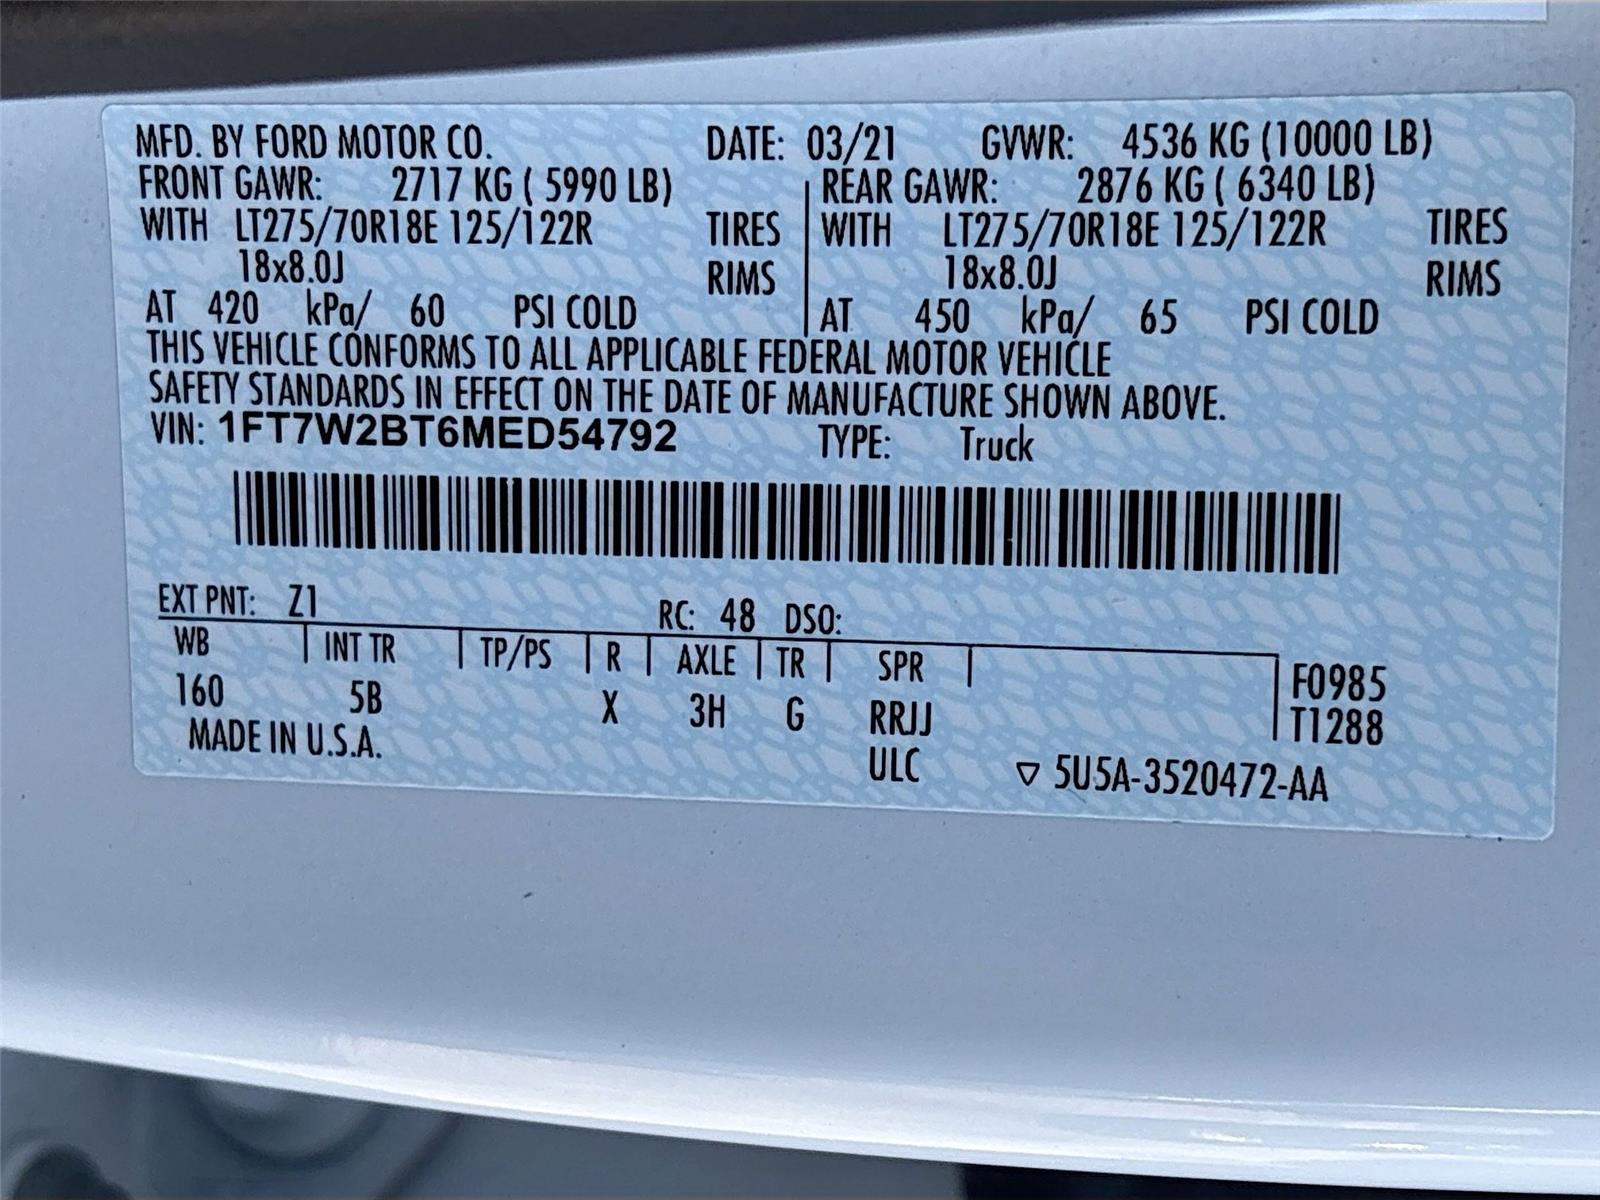 MFD. BY FORD MOTOR CO. DATE: 03/21 GVWR: 4536 KG (10000 LB)
FRONT GAWR: 2717 KG ( 5990 LB) REAR GAWR: 2876 KG ( 6340 LB)
WITH LT275/70R18E 125/122R TIRES WITH LT275/70R18E 125/122R TIRES
18x8.0J RIMS 18x8.0J RIMS
AT 420 kPa/ 60 PSI COLD AT 450 kPa/ 65 PSI COLD
THIS VEHICLE CONFORMS TO ALL APPLICABLE FEDERAL MOTOR VEHICLE
SAFETY STANDARDS IN EFFECT ON THE DATE OF MANUFACTURE SHOWN ABOVE.
VIN: 1FT7W2BT6MED54792 TYPE: Truck
EXT PNT: Z1 RC: 48 DSO:
WB INT TR TP/PS R AXLE TR SPR F0985
160 5B X 3H G RRJJ T1288
MADE IN U.S.A. ULC ▽ 5U5A-3520472-AA